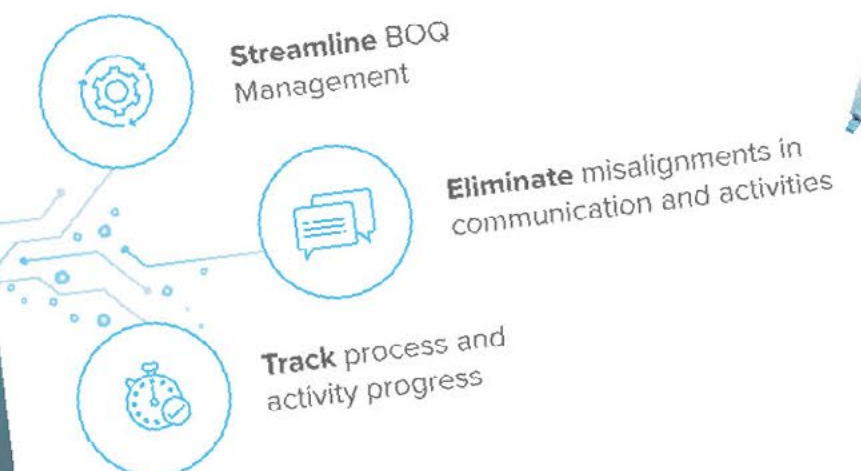 Streamline BOQ
Management
Eliminate misalignments in
communication and activities
Track process and
activity progress